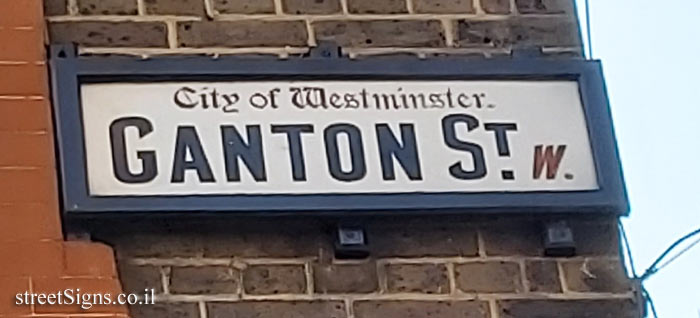 City of Westminster.
GANTON ST. W.
streetSigns.co.il